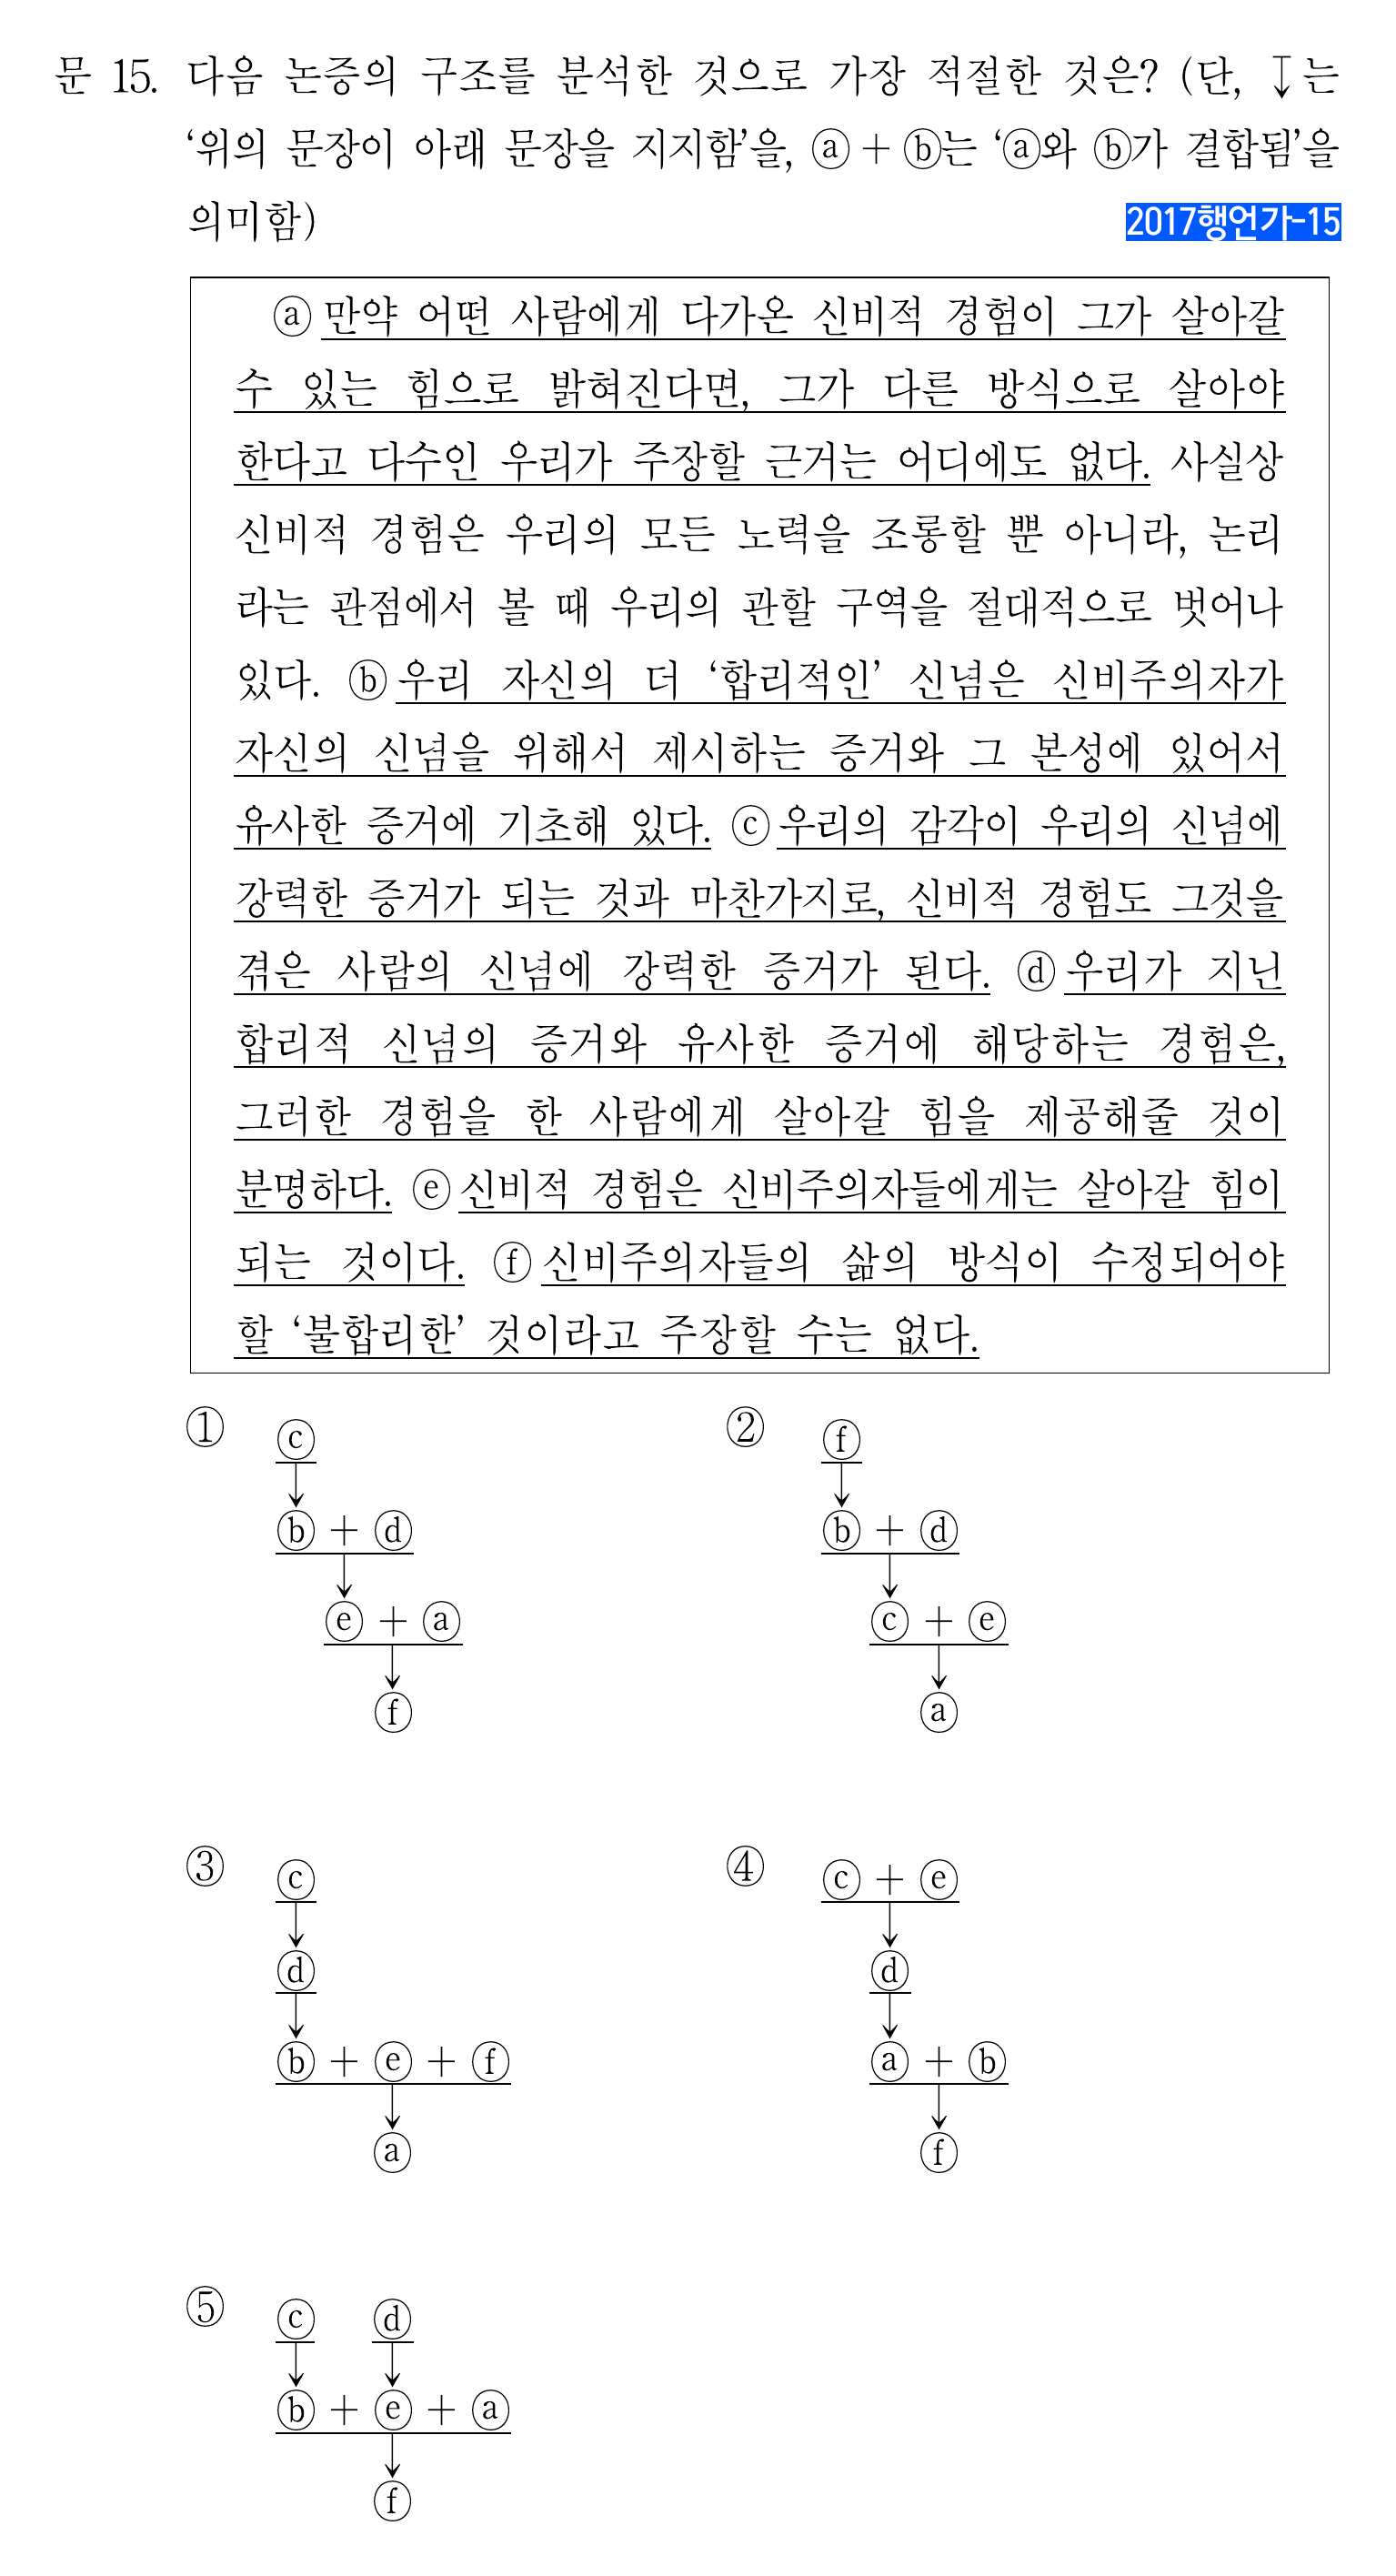 문 15. 다음 논증의 구조를 분석한 것으로 가장 적절한 것은? (단, ↧는
‘위의 문장이 아래 문장을 지지함’을, ⓐ + ⓑ는 ‘ⓐ와 ⓑ가 결합됨’을
의미함)
2017행언가-15
ⓐ 만약 어떤 사람에게 다가온 신비적 경험이 그가 살아갈
수 있는 힘으로 밝혀진다면, 그가 다른 방식으로 살아야
한다고 다수인 우리가 주장할 근거는 어디에도 없다. 사실상
신비적 경험은 우리의 모든 노력을 조롱할 뿐 아니라, 논리
라는 관점에서 볼 때 우리의 관할 구역을 절대적으로 벗어나
있다. ⓑ 우리 자신의 더 ‘합리적인’ 신념은 신비주의자가
자신의 신념을 위해서 제시하는 증거와 그 본성에 있어서
유사한 증거에 기초해 있다. ⓒ 우리의 감각이 우리의 신념에
강력한 증거가 되는 것과 마찬가지로, 신비적 경험도 그것을
겪은 사람의 신념에 강력한 증거가 된다. ⓓ 우리가 지닌
합리적 신념의 증거와 유사한 증거에 해당하는 경험은,
그러한 경험을 한 사람에게 살아갈 힘을 제공해줄 것이
분명하다. ⓔ 신비적 경험은 신비주의자들에게는 살아갈 힘이
되는 것이다. ⓕ 신비주의자들의 삶의 방식이 수정되어야
할 ‘불합리한’ 것이라고 주장할 수는 없다.
①
ⓒ
ⓑ + ⓓ
ⓔ + ⓐ
ⓕ
②
ⓕ
ⓑ + ⓓ
ⓒ + ⓔ
ⓐ
③
ⓒ
ⓓ
ⓑ + ⓔ + ⓕ
ⓐ
④
ⓒ + ⓔ
ⓓ
ⓐ + ⓑ
ⓕ
⑤
ⓒ ⓓ
ⓑ + ⓔ + ⓐ
ⓕ